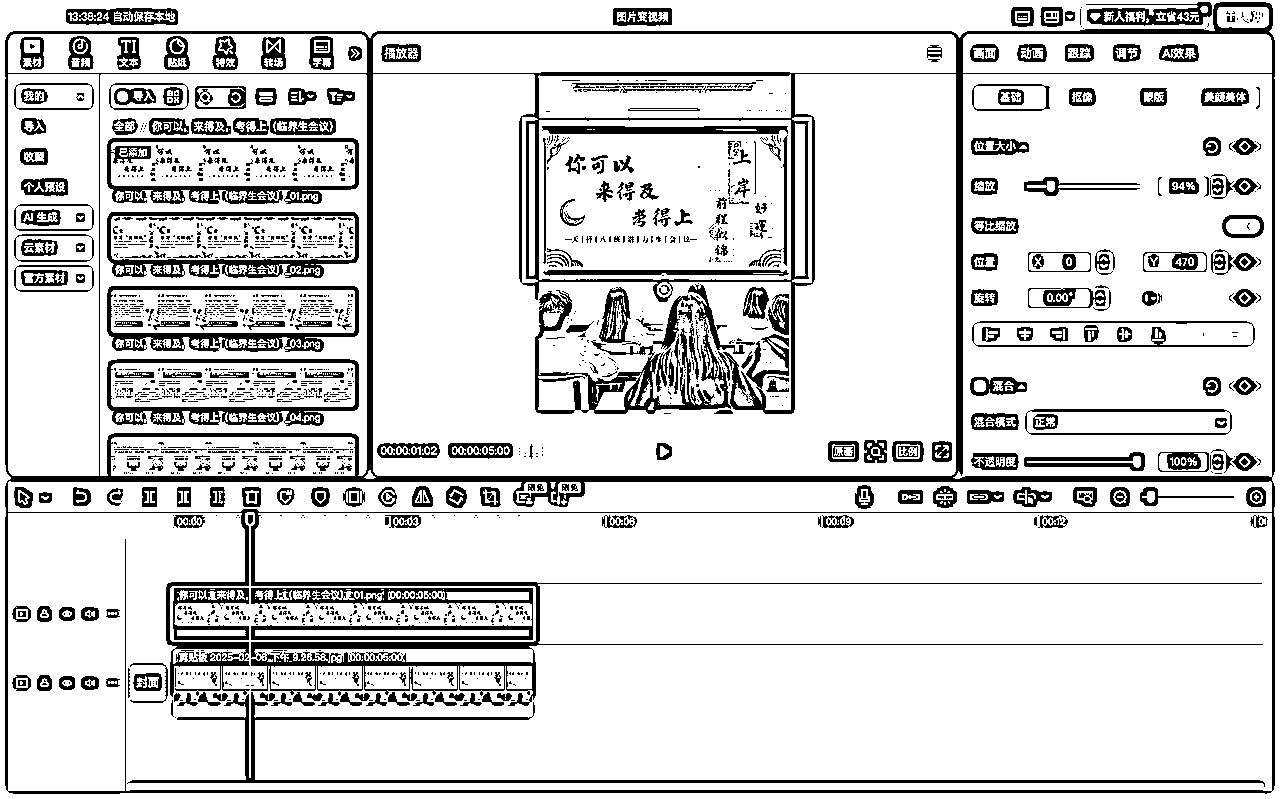 13:38:24 自动保存本地
图片变视频
新人福利，立省43元
素材 音频 文本 贴纸 特效 转场 字幕
播放器
画面 动画 跟踪 调节 AI效果
我的
导入
基础 抠像 蒙版 美颜美体
导入
全部 // 你可以，来得及，考得上 (临界生会议)
收藏
个人预设
AI 生成
云素材
官方素材
已添加
你可以，来得及，考得上 (临界生会议)_01.png
你可以，来得及，考得上 (临界生会议)_02.png
你可以，来得及，考得上 (临界生会议)_03.png
你可以，来得及，考得上 (临界生会议)_04.png
你可以
来得及
考得上
上岸
好运
前程似锦
位置大小
缩放 94%
等比缩放
位置 X 0 Y 470
旋转 0.00°
混合
混合模式 正常
不透明度 100%
00:00:01:02 00:00:05:00
原画 比例
限免 限免
00:00 00:03 00:06 00:09 00:12
你可以，来得及，考得上 (临界生会议)_01.png 00:00:05:00
剪贴板 2025-02-08 下午 9.26.58.jpg 00:00:05:00
封面